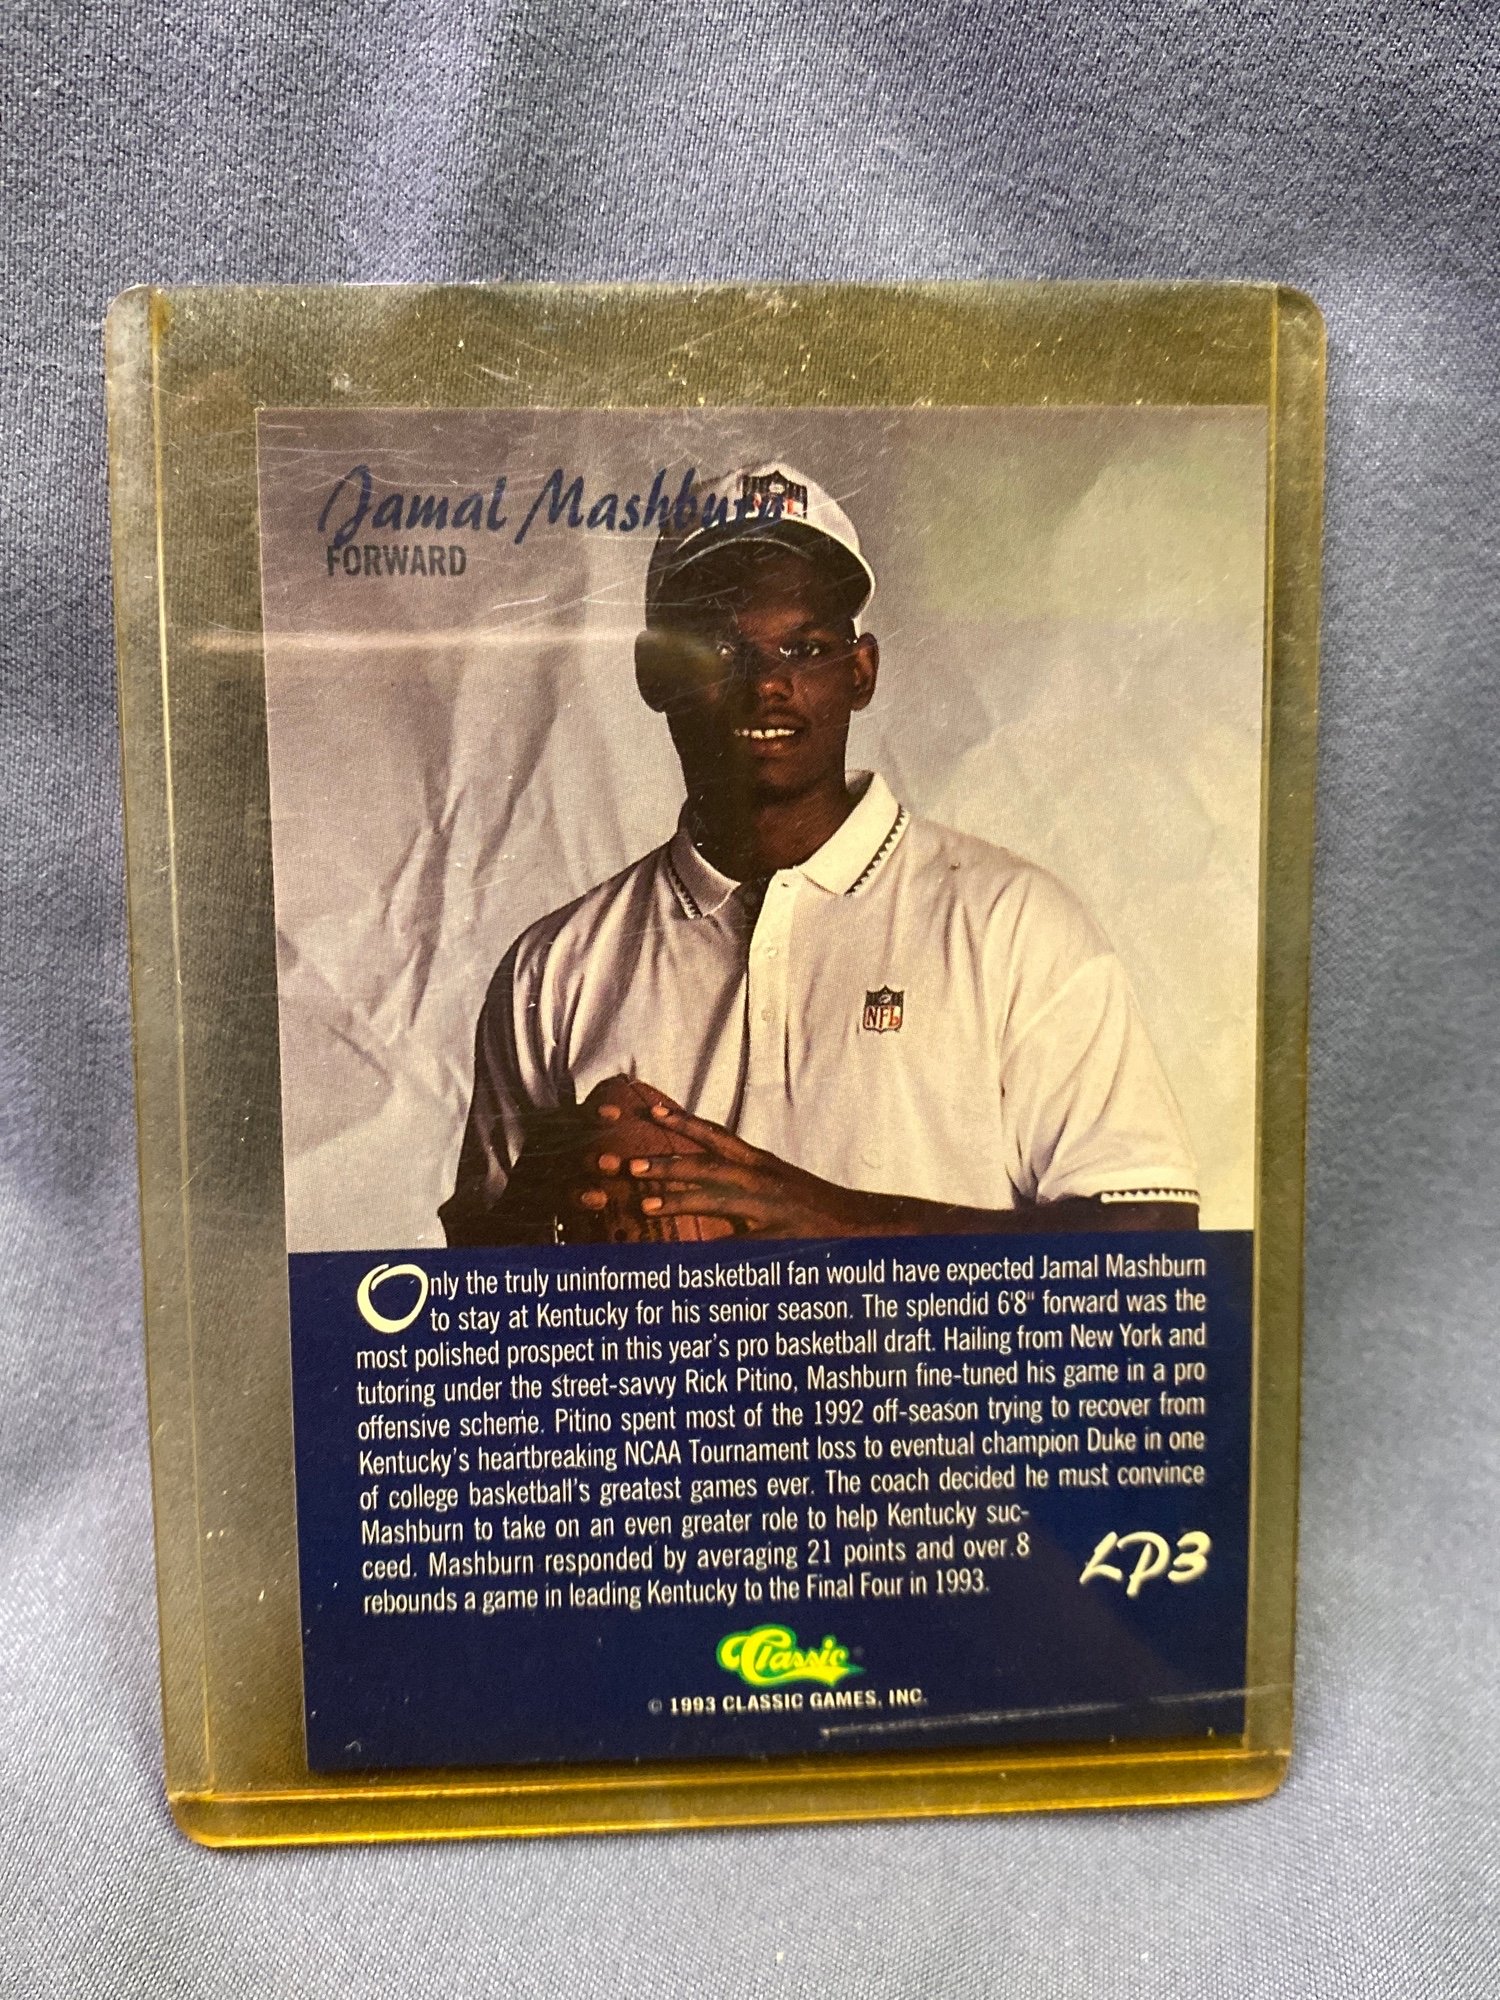 Jamal Mashburn
FORWARD
NFL
NFL
Only the truly uninformed basketball fan would have expected Jamal Mashburn
to stay at Kentucky for his senior season. The splendid 6'8" forward was the
most polished prospect in this year's pro basketball draft. Hailing from New York and
tutoring under the street-savvy Rick Pitino, Mashburn fine-tuned his game in a pro
offensive scheme. Pitino spent most of the 1992 off-season trying to recover from
Kentucky's heartbreaking NCAA Tournament loss to eventual champion Duke in one
of college basketball's greatest games ever. The coach decided he must convince
Mashburn to take on an even greater role to help Kentucky suc-
ceed. Mashburn responded by averaging 21 points and over 8
rebounds a game in leading Kentucky to the Final Four in 1993.
LP3
Classic
© 1993 CLASSIC GAMES, INC.